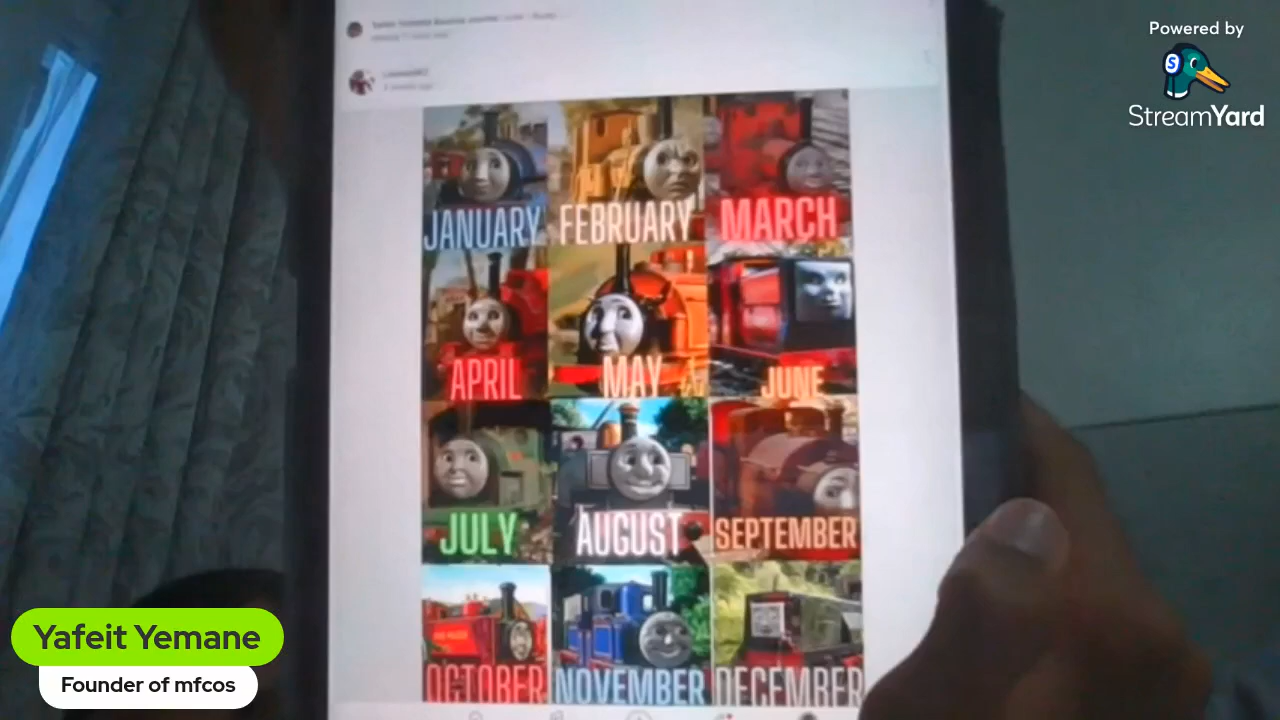 Powered by
StreamYard
JANUARY FEBRUARY MARCH
APRIL MAY JUNE
JULY AUGUST SEPTEMBER
OCTOBER NOVEMBER DECEMBER
Yafeit Yemane
Founder of mfcos